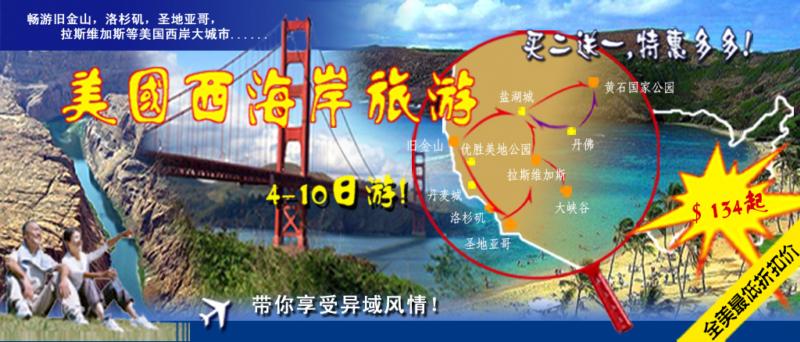 畅游旧金山，洛杉矶，圣地亚哥，
拉斯维加斯等美国西岸大城市......
买二送一，特惠多多！
美國西海岸旅游
4-10日游！
盐湖城
黄石国家公园
旧金山
优胜美地公园
丹佛
拉斯维加斯
丹麦城
洛杉矶
大峡谷
圣地亚哥
$ 134起
全美最低折扣价
带你享受异域风情！